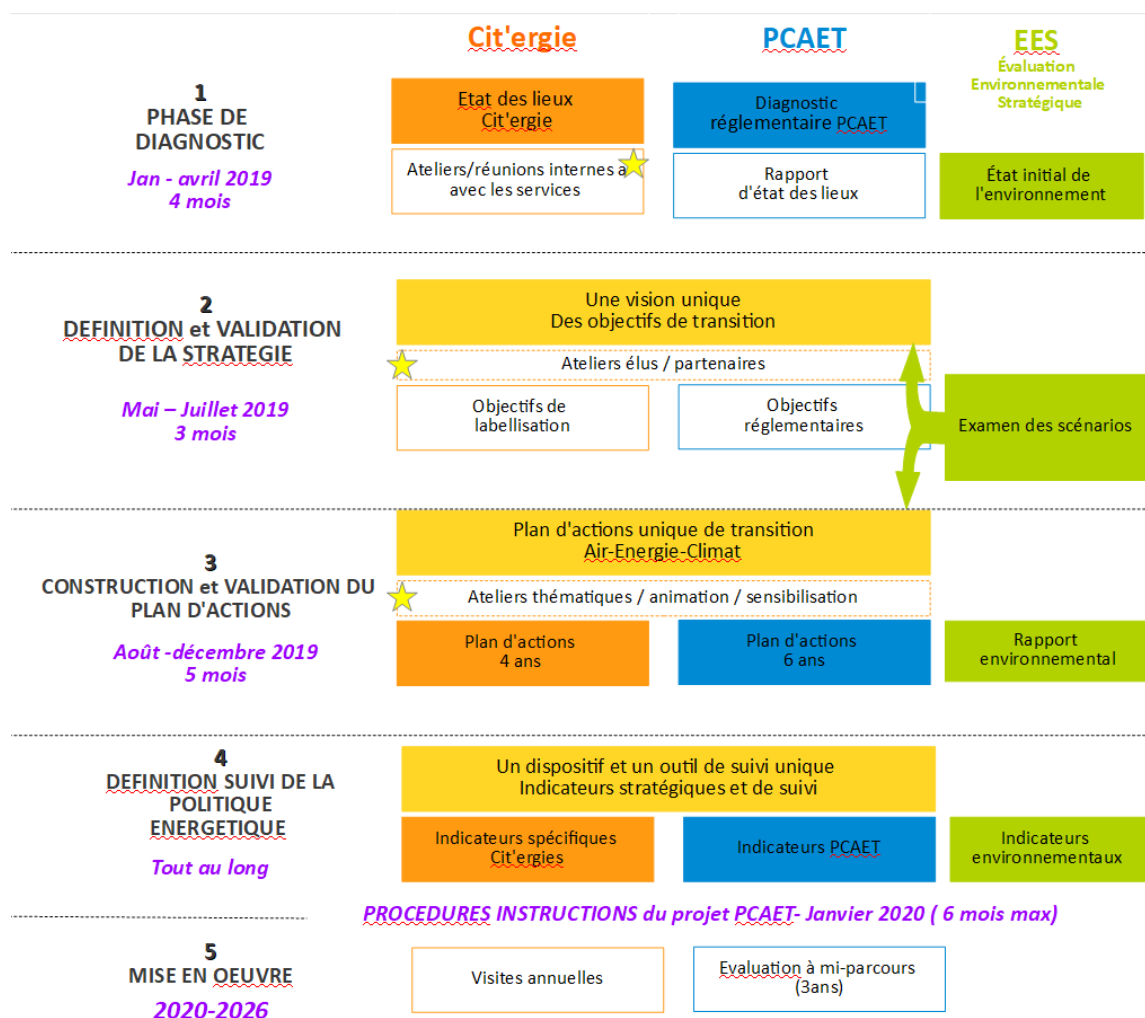 Cit'ergie
PCAET
EES
Évaluation
Environnementale
Stratégique
1
PHASE DE
DIAGNOSTIC
Jan - avril 2019
4 mois
Etat des lieux
Cit'ergie
Diagnostic
réglementaire PCAET
Ateliers/réunions internes
avec les services
Rapport
d'état des lieux
État initial de
l'environnement
2
DEFINITION et VALIDATION
DE LA STRATEGIE
Mai – Juillet 2019
3 mois
Une vision unique
Des objectifs de transition
Ateliers élus / partenaires
Objectifs de
labellisation
Objectifs
réglementaires
Examen des scénarios
3
CONSTRUCTION et VALIDATION DU
PLAN D'ACTIONS
Août -décembre 2019
5 mois
Plan d'actions unique de transition
Air-Energie-Climat
Ateliers thématiques / animation / sensibilisation
Plan d'actions
4 ans
Plan d'actions
6 ans
Rapport
environnemental
4
DEFINITION SUIVI DE LA
POLITIQUE
ENERGETIQUE
Tout au long
Un dispositif et un outil de suivi unique
Indicateurs stratégiques et de suivi
Indicateurs spécifiques
Cit'ergies
Indicateurs PCAET
Indicateurs
environnementaux
PROCEDURES INSTRUCTIONS du projet PCAET- Janvier 2020 ( 6 mois max)
5
MISE EN OEUVRE
2020-2026
Visites annuelles
Evaluation à mi-parcours
(3ans)